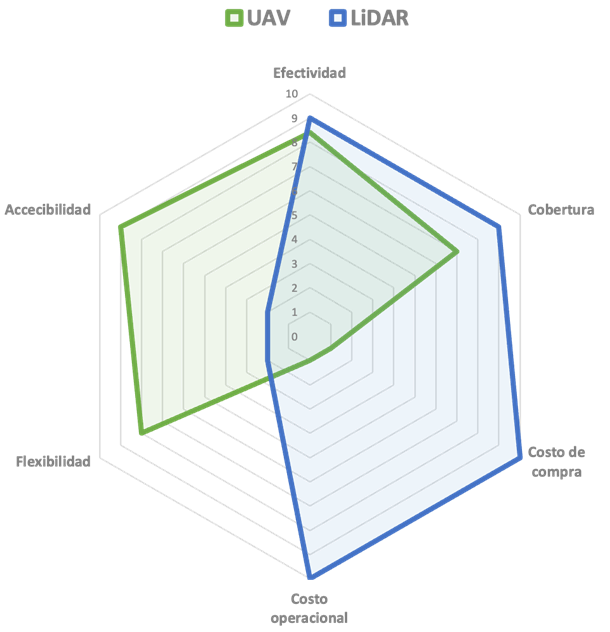 UAV LiDAR
Efectividad
10
9
8
7
6
5
4
3
2
1
0
Accecibilidad
Cobertura
Flexibilidad
Costo de
compra
Costo
operacional